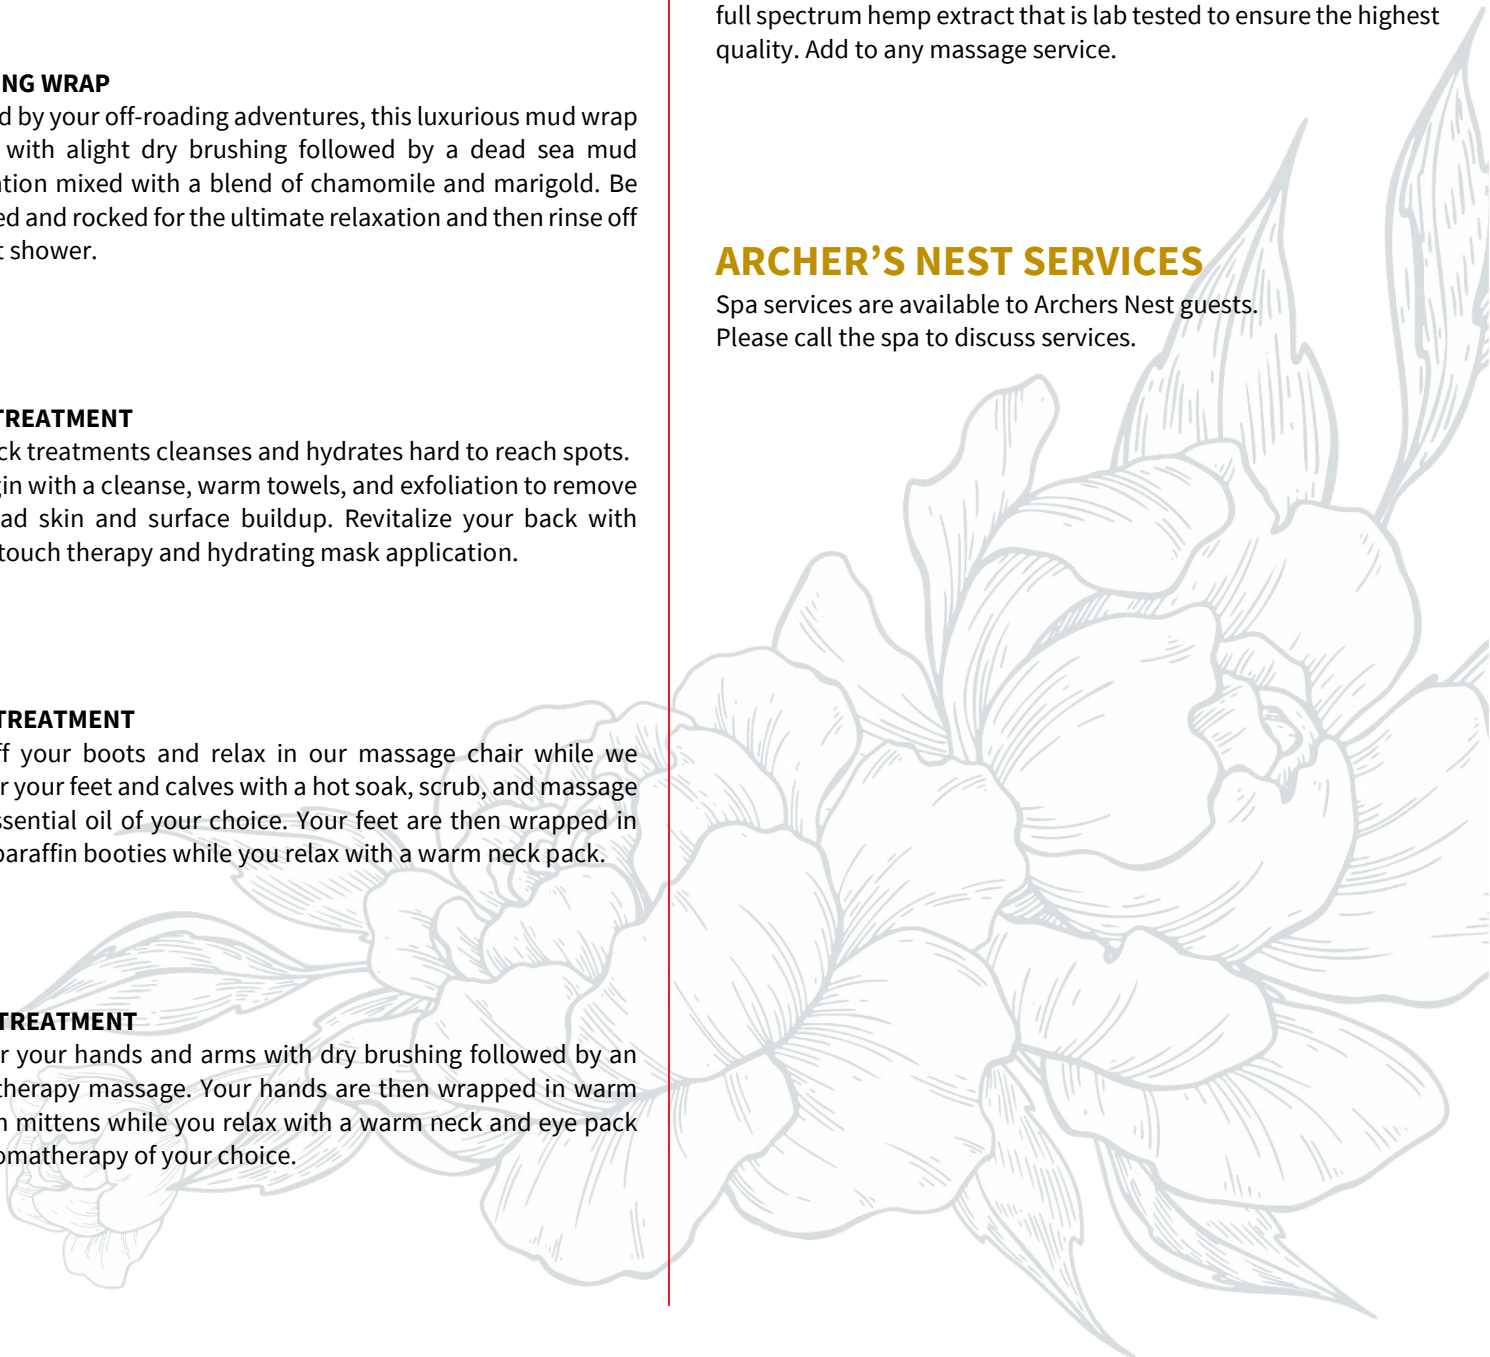 NG WRAP
d by your off-roading adventures, this luxurious mud wrap
with alight dry brushing followed by a dead sea mud
ation mixed with a blend of chamomile and marigold. Be
ed and rocked for the ultimate relaxation and then rinse off
t shower.
TREATMENT
ck treatments cleanses and hydrates hard to reach spots.
gin with a cleanse, warm towels, and exfoliation to remove
ad skin and surface buildup. Revitalize your back with
touch therapy and hydrating mask application.
TREATMENT
ff your boots and relax in our massage chair while we
r your feet and calves with a hot soak, scrub, and massage
ssential oil of your choice. Your feet are then wrapped in
paraffin booties while you relax with a warm neck pack.
TREATMENT
r your hands and arms with dry brushing followed by an
therapy massage. Your hands are then wrapped in warm
n mittens while you relax with a warm neck and eye pack
omatherapy of your choice.
full spectrum hemp extract that is lab tested to ensure the highest
quality. Add to any massage service.
ARCHER’S NEST SERVICES
Spa services are available to Archers Nest guests.
Please call the spa to discuss services.